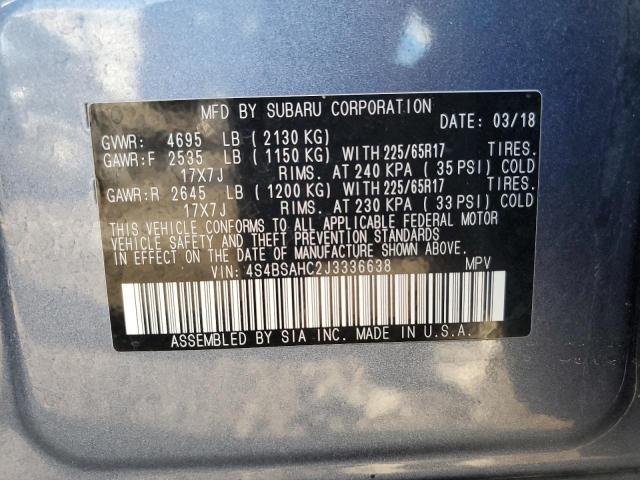 MFD BY SUBARU CORPORATION DATE: 03/18
GVWR: 4695 LB (2130 KG)
GAWR:F 2535 LB (1150 KG) WITH 225/65R17 TIRES.
17X7J RIMS. AT 240 KPA (35 PSI) COLD
GAWR:R 2645 LB (1200 KG) WITH 225/65R17 TIRES.
17X7J RIMS. AT 230 KPA (33 PSI) COLD
THIS VEHICLE CONFORMS TO ALL APPLICABLE FEDERAL MOTOR
VEHICLE SAFETY AND THEFT PREVENTION STANDARDS
IN EFFECT ON THE DATE OF MANUFACTURE SHOWN ABOVE.
VIN: 4S4BSAHC2J3336638 MPV
ASSEMBLED BY SIA INC. MADE IN U.S.A.